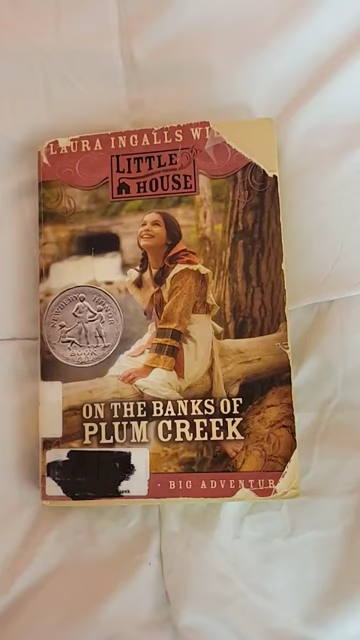 LAURA INGALLS WI
LITTLE
HOUSE
NEWBERY HONOR
BOOK
ON THE BANKS OF
PLUM CREEK
· BIG ADVENTUR